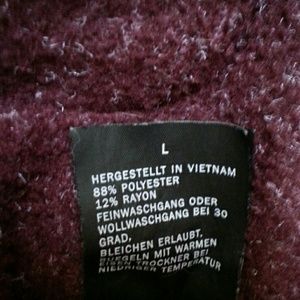 L
HERGESTELLT IN VIETNAM
88% POLYESTER
12% RAYON
FEINWASCHGANG ODER
WOLLWASCHGANG BEI 30
GRAD,
BLEICHEN ERLAUBT,
BUEGELN MIT WARMEN
EISEN TROCKNER BEI
NIEDRIGER TEMPERATUR